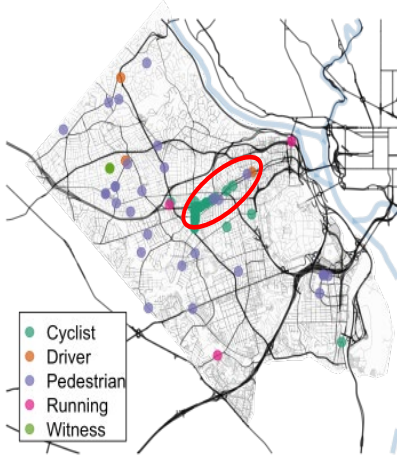 Cyclist
Driver
Pedestrian
Running
Witness